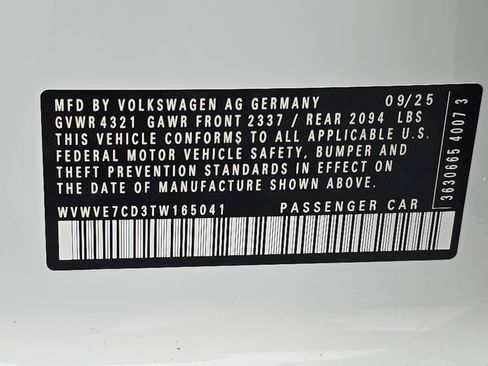 MFD BY VOLKSWAGEN AG GERMANY 09/25
GVWR 4321 GAWR FRONT 2337 / REAR 2094 LBS
THIS VEHICLE CONFORMS TO ALL APPLICABLE U.S.
FEDERAL MOTOR VEHICLE SAFETY, BUMPER AND
THEFT PREVENTION STANDARDS IN EFFECT ON THE
DATE OF MANUFACTURE SHOWN ABOVE.
WVWVE7CD3TW165041 PASSENGER CAR
3630665 4007 3